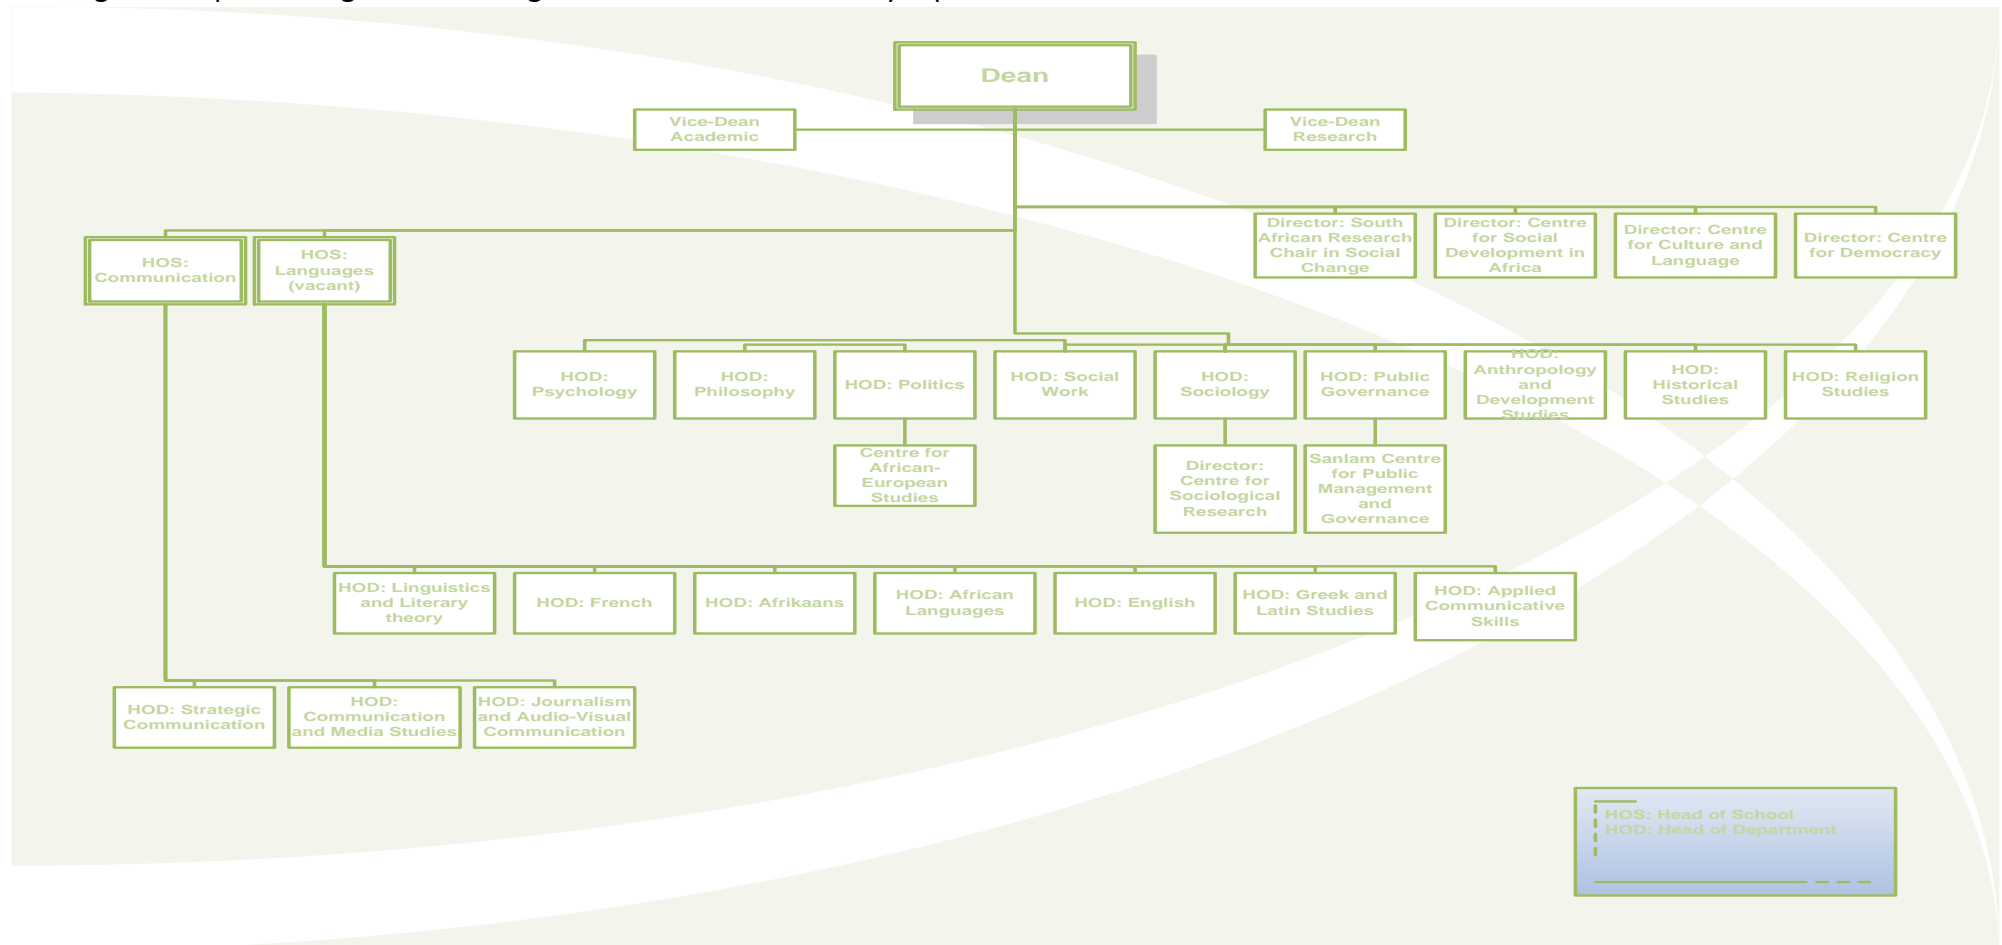 Dean
Vice-Dean
Academic
Vice-Dean
Research
Director: South
African Research
Chair in Social
Change
Director: Centre
for Social
Development in
Africa
Director: Centre
for Culture and
Language
Director: Centre
for Democracy
HOS:
Communication
HOS:
Languages
(vacant)
HOD:
Psychology
HOD:
Philosophy
HOD: Politics
HOD: Social
Work
HOD:
Sociology
HOD: Public
Governance
HOD:
Anthropology
and
Development
Studies
HOD:
Historical
Studies
HOD: Religion
Studies
Centre for
African-
European
Studies
Director:
Centre for
Sociological
Research
Sanlam Centre
for Public
Management
and
Governance
HOD: Linguistics
and Literary
theory
HOD: French
HOD: Afrikaans
HOD: African
Languages
HOD: English
HOD: Greek and
Latin Studies
HOD: Applied
Communicative
Skills
HOD: Strategic
Communication
HOD:
Communication
and Media Studies
HOD: Journalism
and Audio-Visual
Communication
HOS: Head of School
HOD: Head of Department